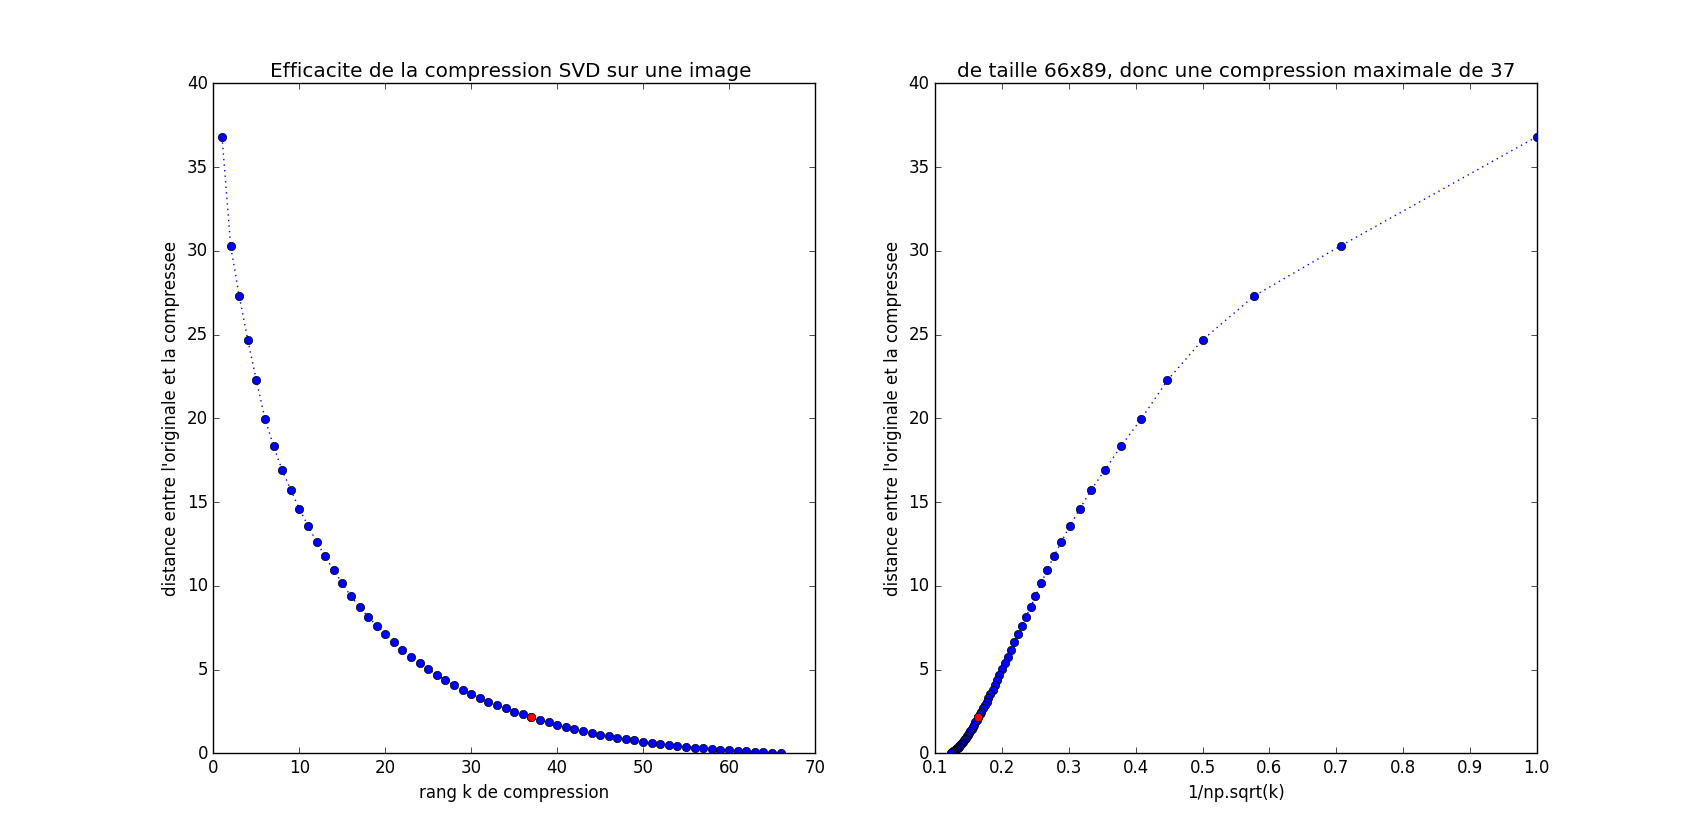 Efficacite de la compression SVD sur une image
40
35
30
25
20
15
10
5
0
distance entre l'originale et la compressee
0 10 20 30 40 50 60 70
rang k de compression
de taille 66x89, donc une compression maximale de 37
40
35
30
25
20
15
10
5
0
distance entre l'originale et la compressee
0.1 0.2 0.3 0.4 0.5 0.6 0.7 0.8 0.9 1.0
1/np.sqrt(k)